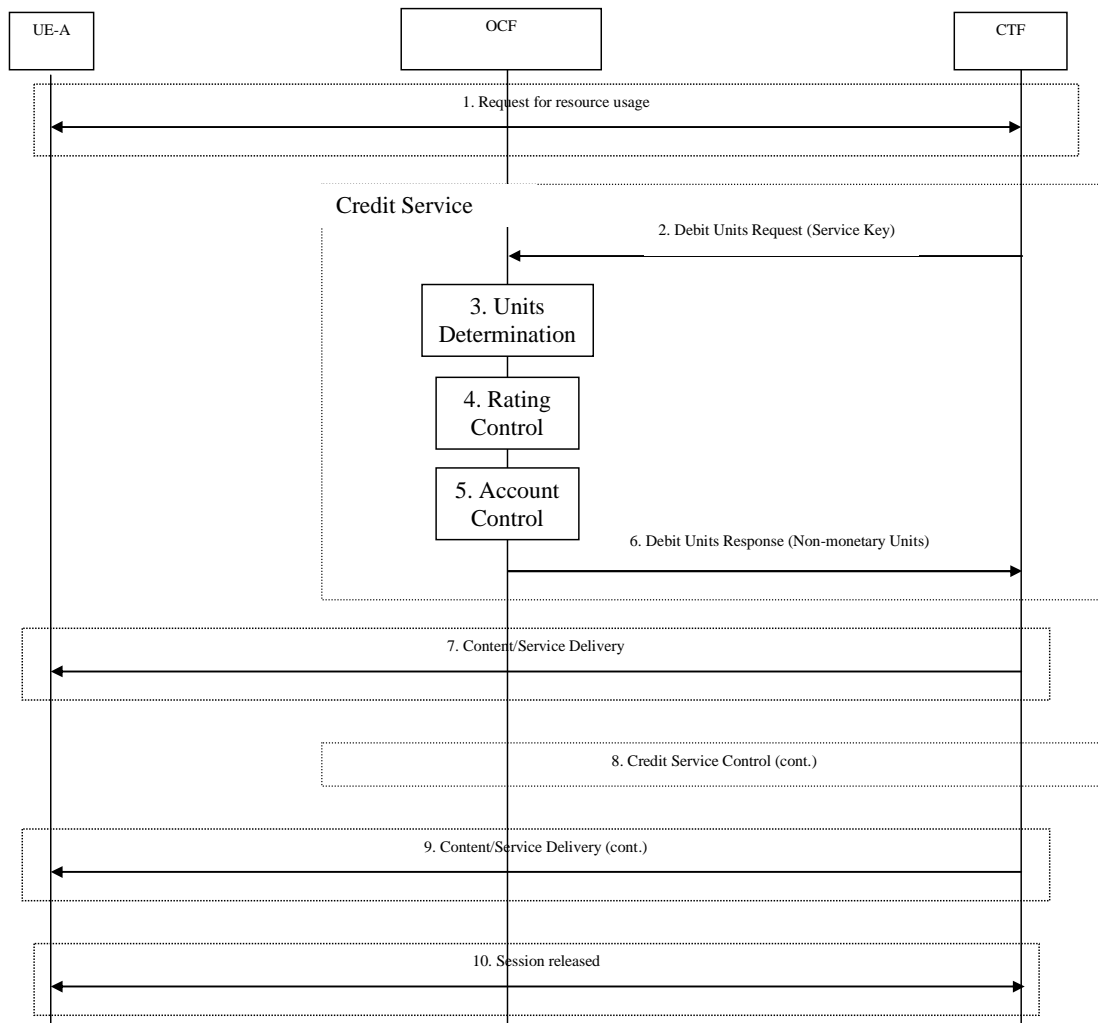 UE-A
OCF
CTF
1. Request for resource usage
Credit Service
2. Debit Units Request (Service Key)
3. Units
Determination
4. Rating
Control
5. Account
Control
6. Debit Units Response (Non-monetary Units)
7. Content/Service Delivery
8. Credit Service Control (cont.)
9. Content/Service Delivery (cont.)
10. Session released